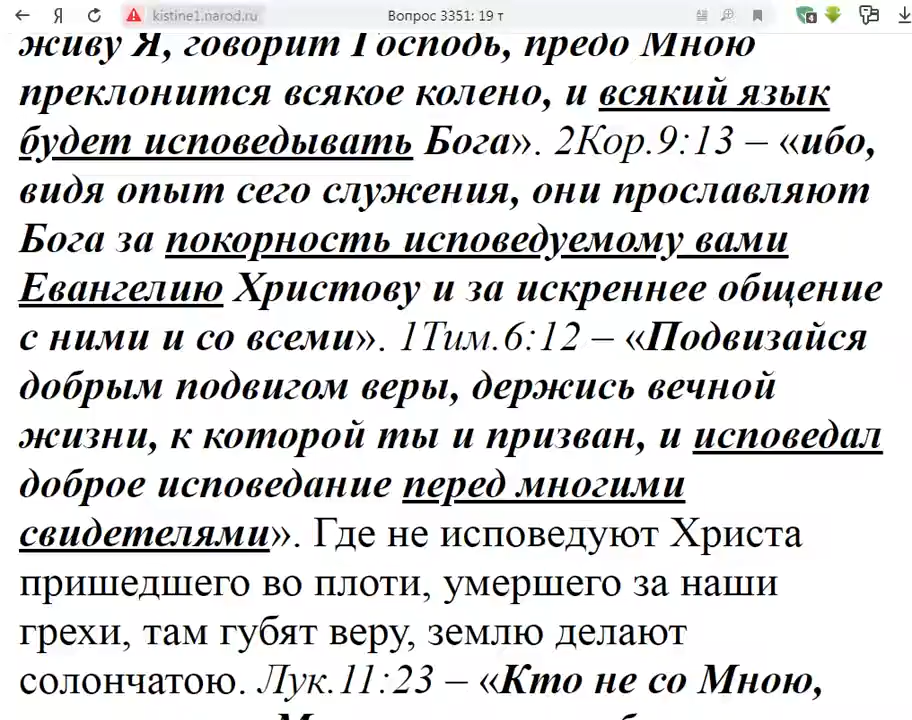 Я
kistine1.narod.ru
Вопрос 3351: 19 т
живу Я, говорит Господь, предо Мною
преклонится всякое колено, и всякий язык
будет исповедывать Бога». 2Кор.9:13 – «ибо,
видя опыт сего служения, они прославляют
Бога за покорность исповедуемому вами
Евангелию Христову и за искреннее общение
с ними и со всеми». 1Тим.6:12 – «Подвизайся
добрым подвигом веры, держись вечной
жизни, к которой ты и призван, и исповедал
доброе исповедание перед многими
свидетелями». Где не исповедуют Христа
пришедшего во плоти, умершего за наши
грехи, там губят веру, землю делают
солончатою. Лук.11:23 – «Кто не со Мною,